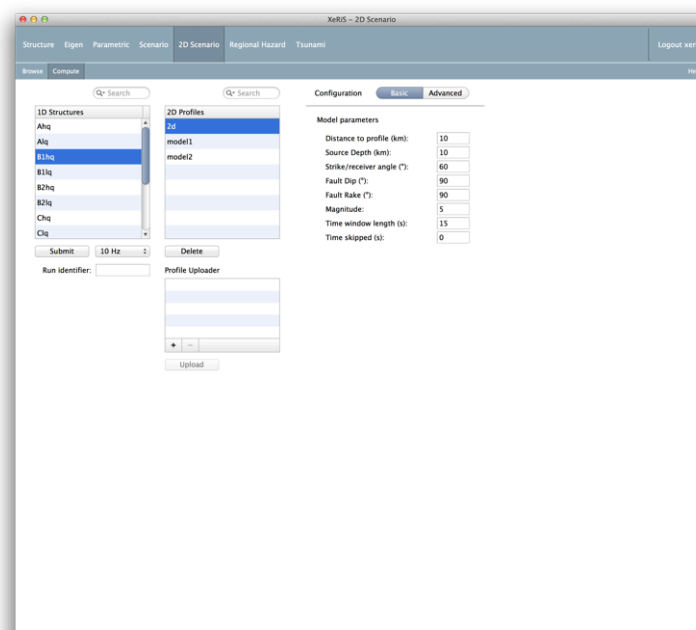 XeRiS – 2D Scenario
Structure Eigen Parametric Scenario 2D Scenario Regional Hazard Tsunami Logout xer
Browse Compute He
Search Search Configuration Basic Advanced
1D Structures
Ahq
Alq
B1hq
B1lq
B2hq
B2lq
Chq
Clq
Submit 10 Hz
Run identifier:
2D Profiles
2d
model1
model2
Delete
Profile Uploader
+ −
Upload
Model parameters
Distance to profile (km): 10
Source Depth (km): 10
Strike/receiver angle (°): 60
Fault Dip (°): 90
Fault Rake (°): 90
Magnitude: 5
Time window length (s): 15
Time skipped (s): 0